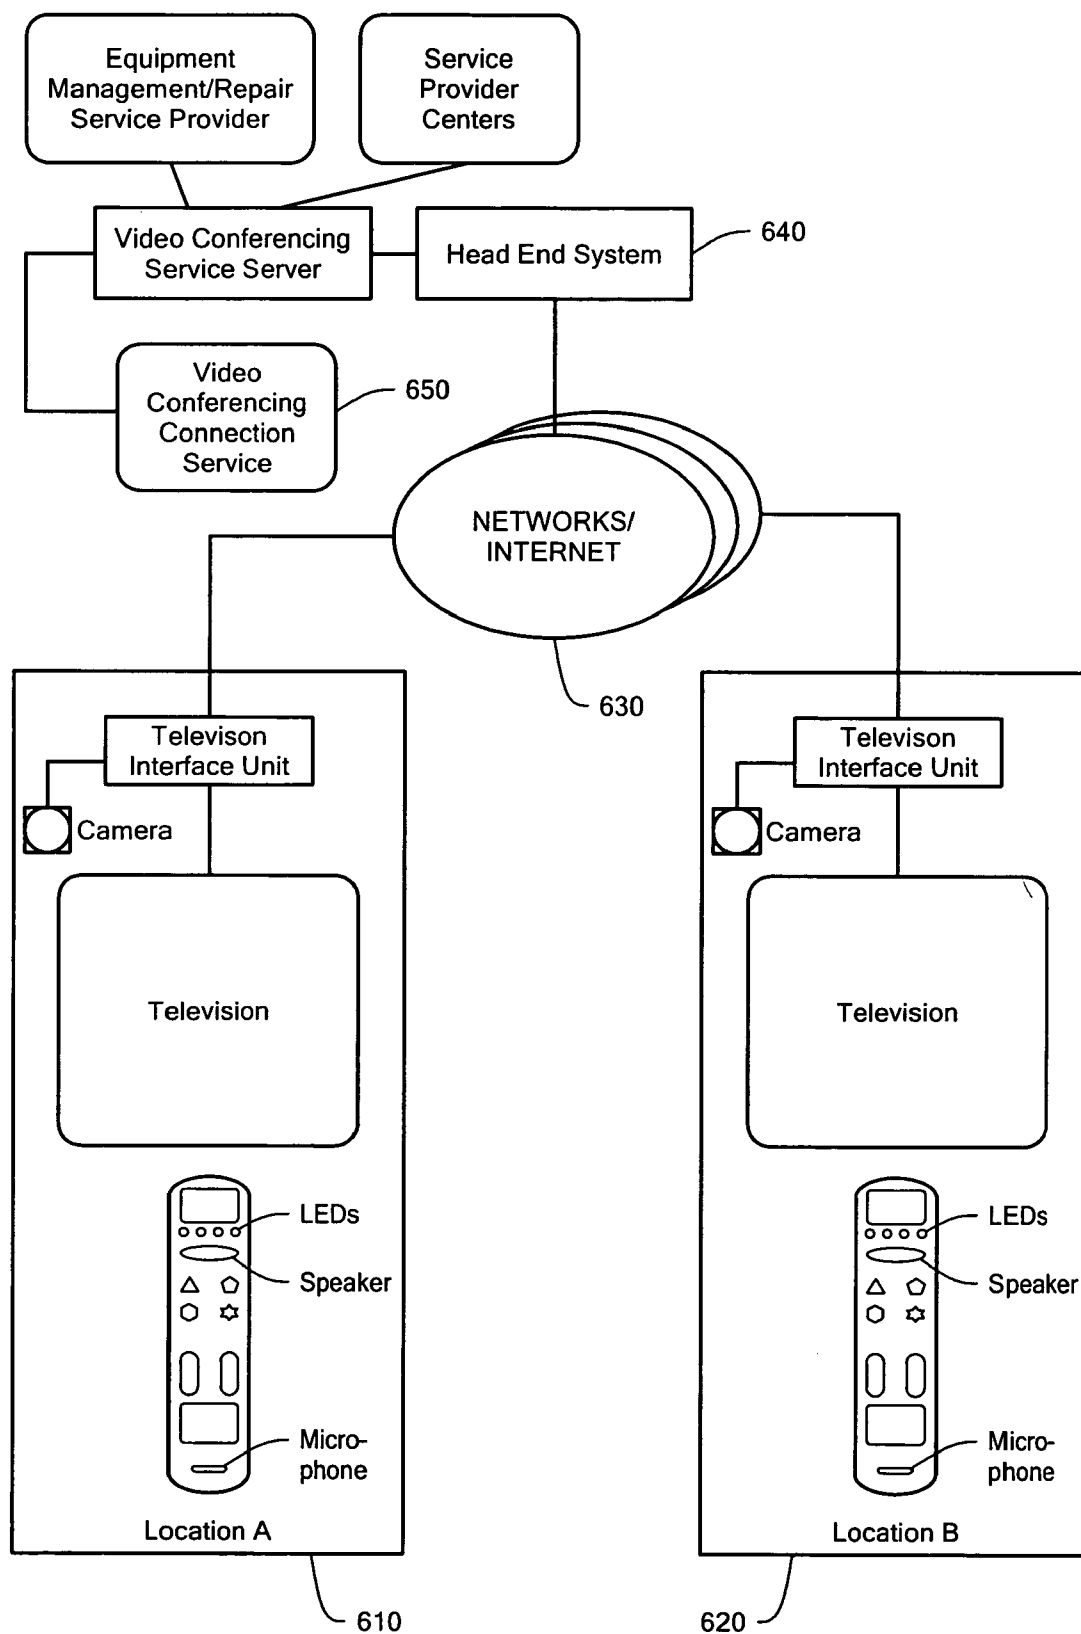 Equipment
Management/Repair
Service Provider
Service
Provider
Centers
Video Conferencing
Service Server
Head End System
640
Video
Conferencing
Connection
Service
650
NETWORKS/
INTERNET
630
Televison
Interface Unit
Camera
Television
LEDs
Speaker
Micro-
phone
Location A
610
Televison
Interface Unit
Camera
Television
LEDs
Speaker
Micro-
phone
Location B
620